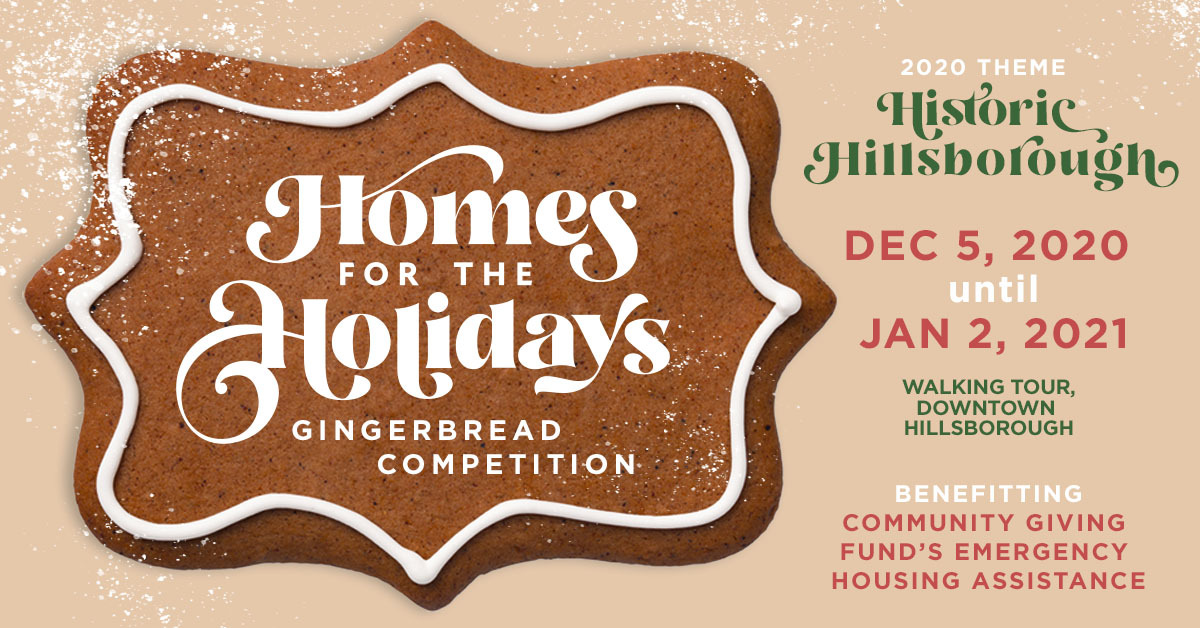 Homes
FOR THE
Holidays
GINGERBREAD
COMPETITION
2020 THEME
Historic
Hillsborough
DEC 5, 2020
until
JAN 2, 2021
WALKING TOUR,
DOWNTOWN
HILLSBOROUGH
BENEFITTING
COMMUNITY GIVING
FUND'S EMERGENCY
HOUSING ASSISTANCE